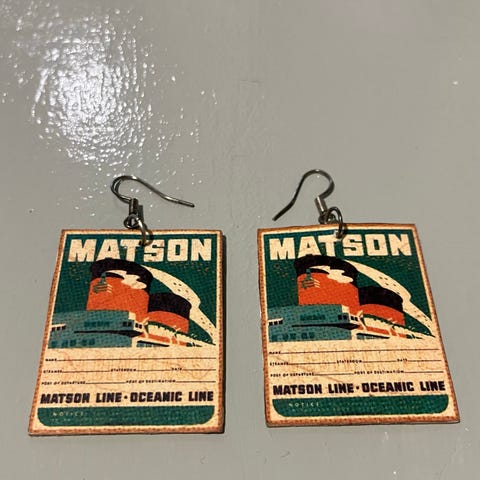 MATSON
NAME
STEAMER STATEROOM DATE
PORT OF DEPARTURE PORT OF DESTINATION
MATSON LINE • OCEANIC LINE
NOTICE:
MATSON
NAME
STEAMER STATEROOM DATE
PORT OF DEPARTURE PORT OF DESTINATION
MATSON LINE • OCEANIC LINE
NOTICE: